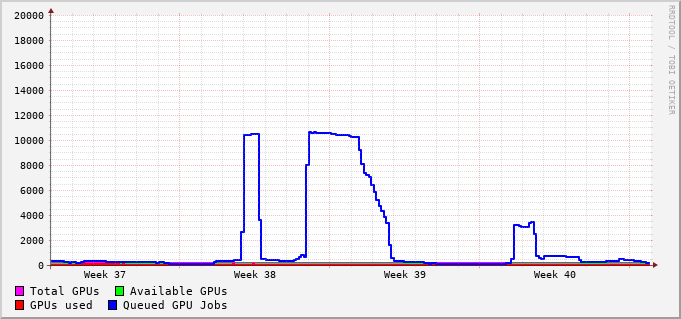 RRDTOOL / TOBI OETIKER
20000
18000
16000
14000
12000
10000
8000
6000
4000
2000
0
Week 37 Week 38 Week 39 Week 40
Total GPUs Available GPUs
GPUs used Queued GPU Jobs